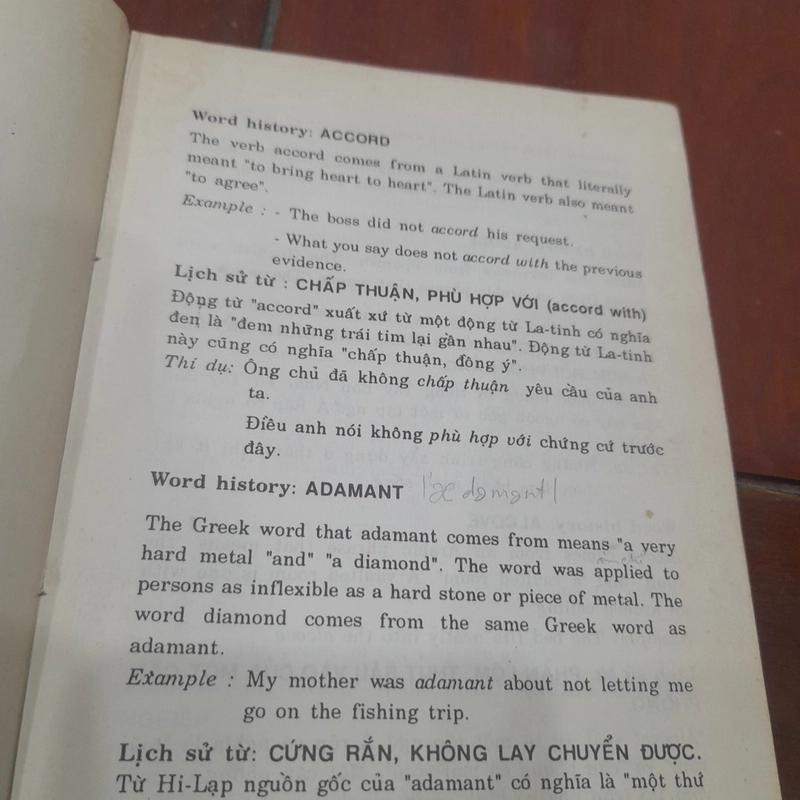 Word history: ACCORD
The verb accord comes from a Latin verb that literally
meant "to bring heart to heart". The Latin verb also meant
"to agree".
Example : - The boss did not accord his request.
- What you say does not accord with the previous
evidence.
Lịch sử từ : CHẤP THUẬN, PHÙ HỢP VỚI (accord with)
Động từ "accord" xuất xứ từ một động từ La-tinh có nghĩa
đen là "đem những trái tim lại gần nhau". Động từ La-tinh
này cũng có nghĩa "chấp thuận, đồng ý".
Thí dụ: Ông chủ đã không chấp thuận yêu cầu của anh
ta.
Điều anh nói không phù hợp với chứng cứ trước
đây.
Word history: ADAMANT |'æ dəmənt|
The Greek word that adamant comes from means "a very
hard metal "and" "a diamond". The word was applied to
persons as inflexible as a hard stone or piece of metal. The
word diamond comes from the same Greek word as
adamant.
Example : My mother was adamant about not letting me
go on the fishing trip.
Lịch sử từ: CỨNG RẮN, KHÔNG LAY CHUYỂN ĐƯỢC.
Từ Hi-Lạp nguồn gốc của "adamant" có nghĩa là "một thứ